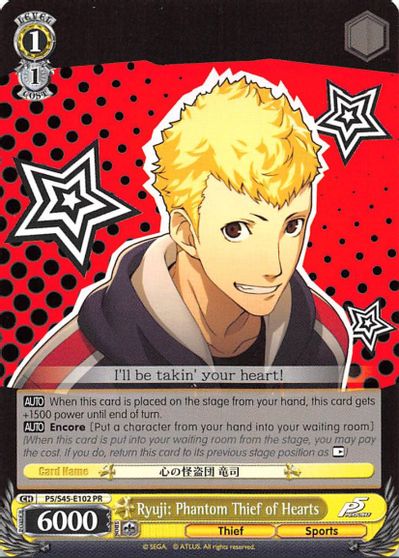 LEVEL
1
1
COST
I'll be takin' your heart!
AUTO When this card is placed on the stage from your hand, this card gets
+1500 power until end of turn.
AUTO Encore [Put a character from your hand into your waiting room]
(When this card is put into your waiting room from the stage, you may pay
the cost. If you do, return this card to its previous stage position as
Card Name 心の怪盗団 竜司
CH P5/S45-E102 PR
Ryuji: Phantom Thief of Hearts
P5
6000
Thief Sports
© SEGA. © ATLUS. All rights reserved.